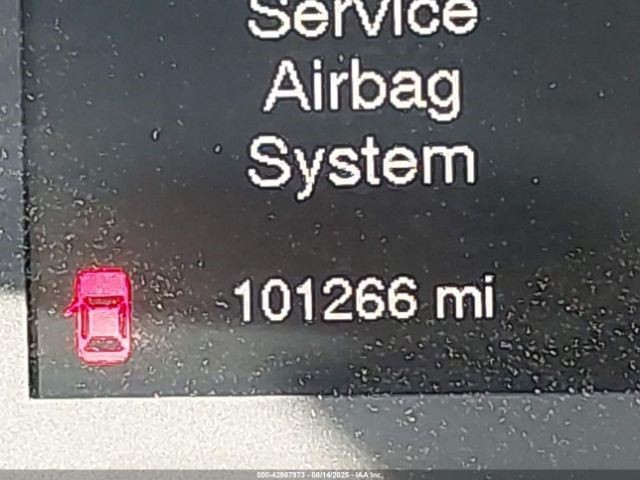 Service
Airbag
System
101266 mi
000-42987973 - 08/14/2025 - IAA Inc.